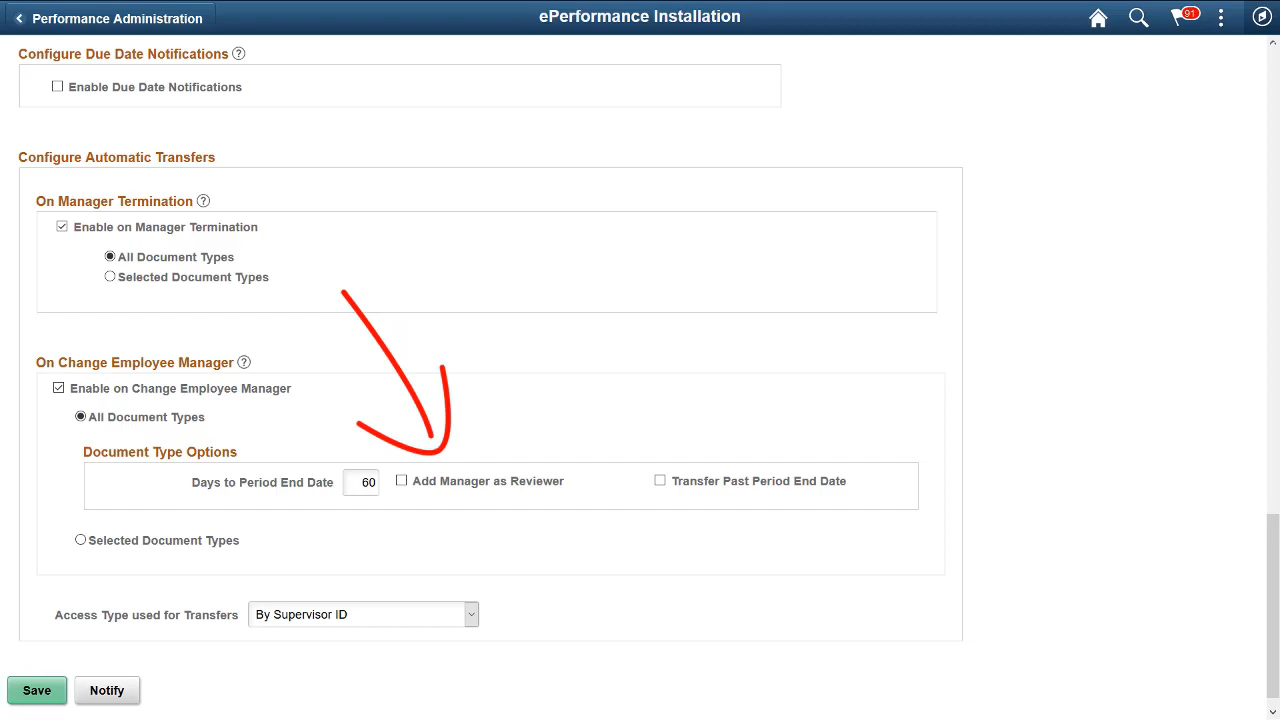 Performance Administration
ePerformance Installation
91
Configure Due Date Notifications ?
Enable Due Date Notifications
Configure Automatic Transfers
On Manager Termination ?
Enable on Manager Termination
All Document Types
Selected Document Types
On Change Employee Manager ?
Enable on Change Employee Manager
All Document Types
Document Type Options
Days to Period End Date 60 Add Manager as Reviewer Transfer Past Period End Date
Selected Document Types
Access Type used for Transfers By Supervisor ID
Save Notify